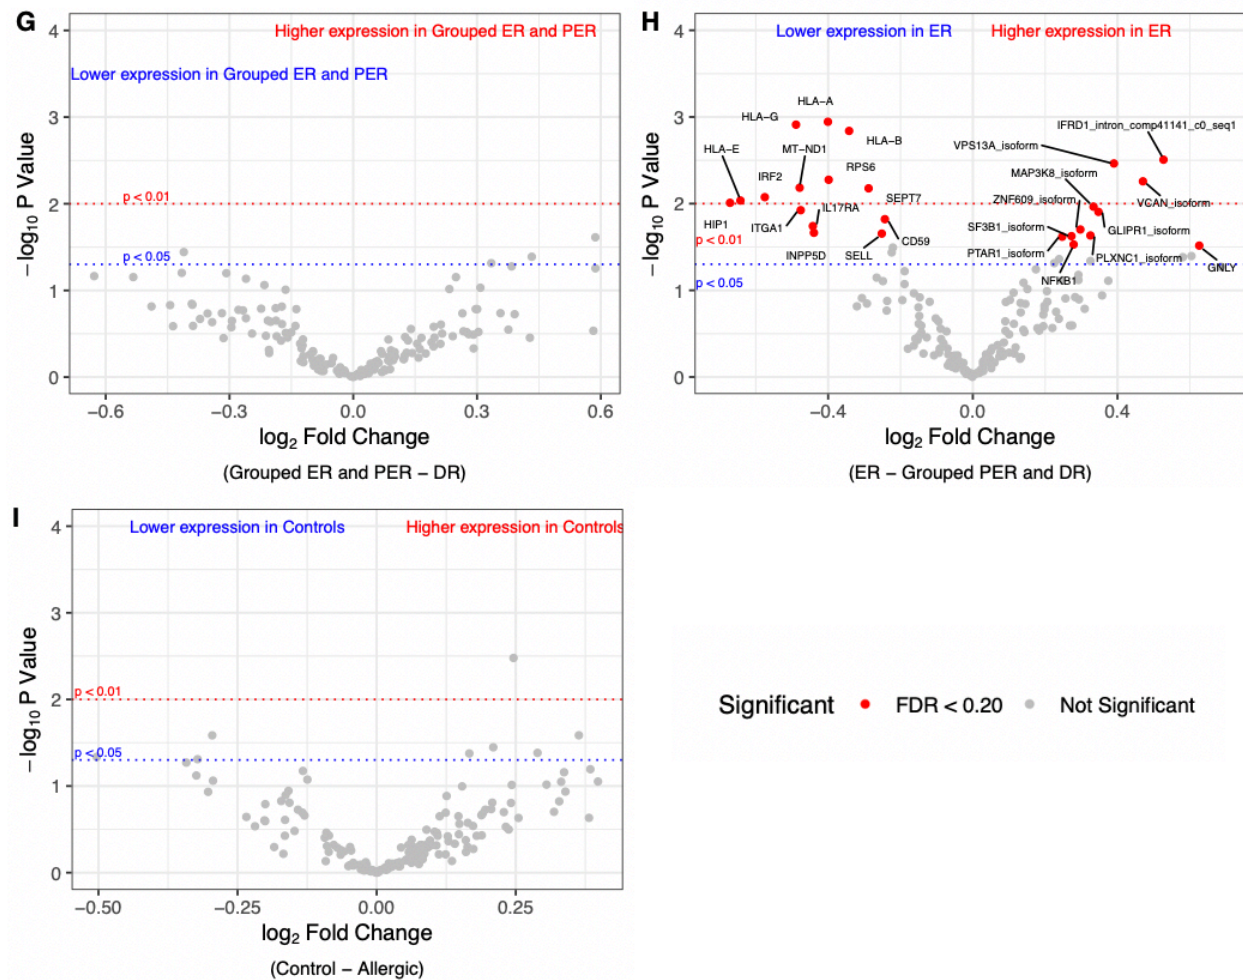 G
Higher expression in Grouped ER and PER
Lower expression in Grouped ER and PER
− log10 P Value
4
3
2
1
0
p < 0.01
p < 0.05
−0.6
−0.3
0.0
0.3
0.6
log2 Fold Change
(Grouped ER and PER − DR)
H
Lower expression in ER
Higher expression in ER
− log10 P Value
4
3
2
1
0
HLA−A
HLA−G
HLA−B
HLA−E
MT−ND1
IRF2
RPS6
HIP1
ITGA1
IL17RA
SEPT7
INPP5D
SELL
CD59
IFRD1_intron_comp41141_c0_seq1
VPS13A_isoform
MAP3K8_isoform
ZNF609_isoform
VCAN_isoform
SF3B1_isoform
GLIPR1_isoform
PTAR1_isoform
PLXNC1_isoform
NFKB1
GNLY
p < 0.01
p < 0.05
−0.4
0.0
0.4
log2 Fold Change
(ER − Grouped PER and DR)
I
Lower expression in Controls
Higher expression in Controls
− log10 P Value
4
3
2
1
0
p < 0.01
p < 0.05
−0.50
−0.25
0.00
0.25
log2 Fold Change
(Control − Allergic)
Significant
FDR < 0.20
Not Significant